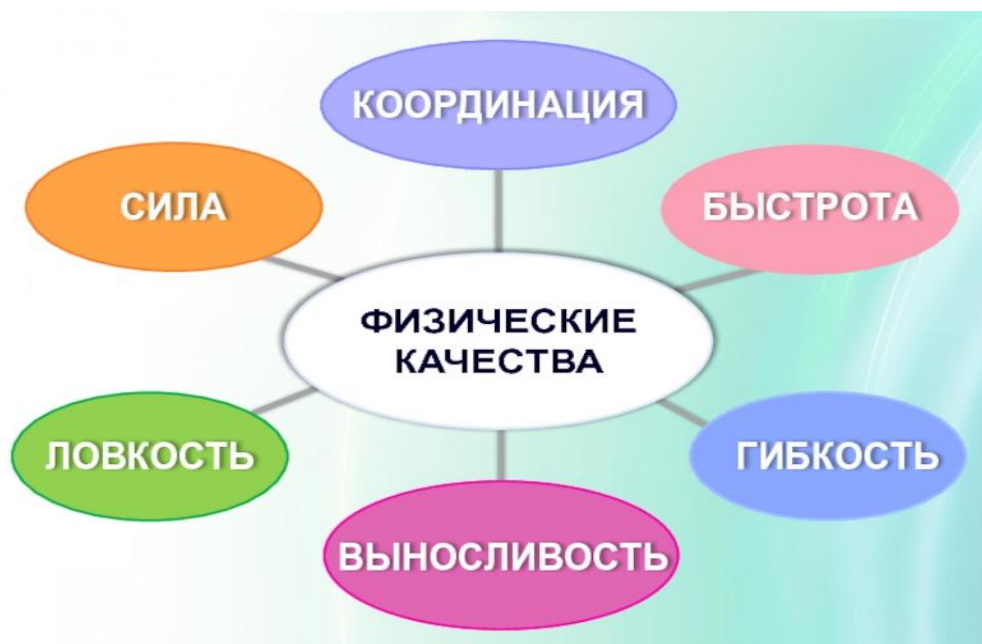 КООРДИНАЦИЯ
СИЛА
БЫСТРОТА
ФИЗИЧЕСКИЕ
КАЧЕСТВА
ЛОВКОСТЬ
ГИБКОСТЬ
ВЫНОСЛИВОСТЬ